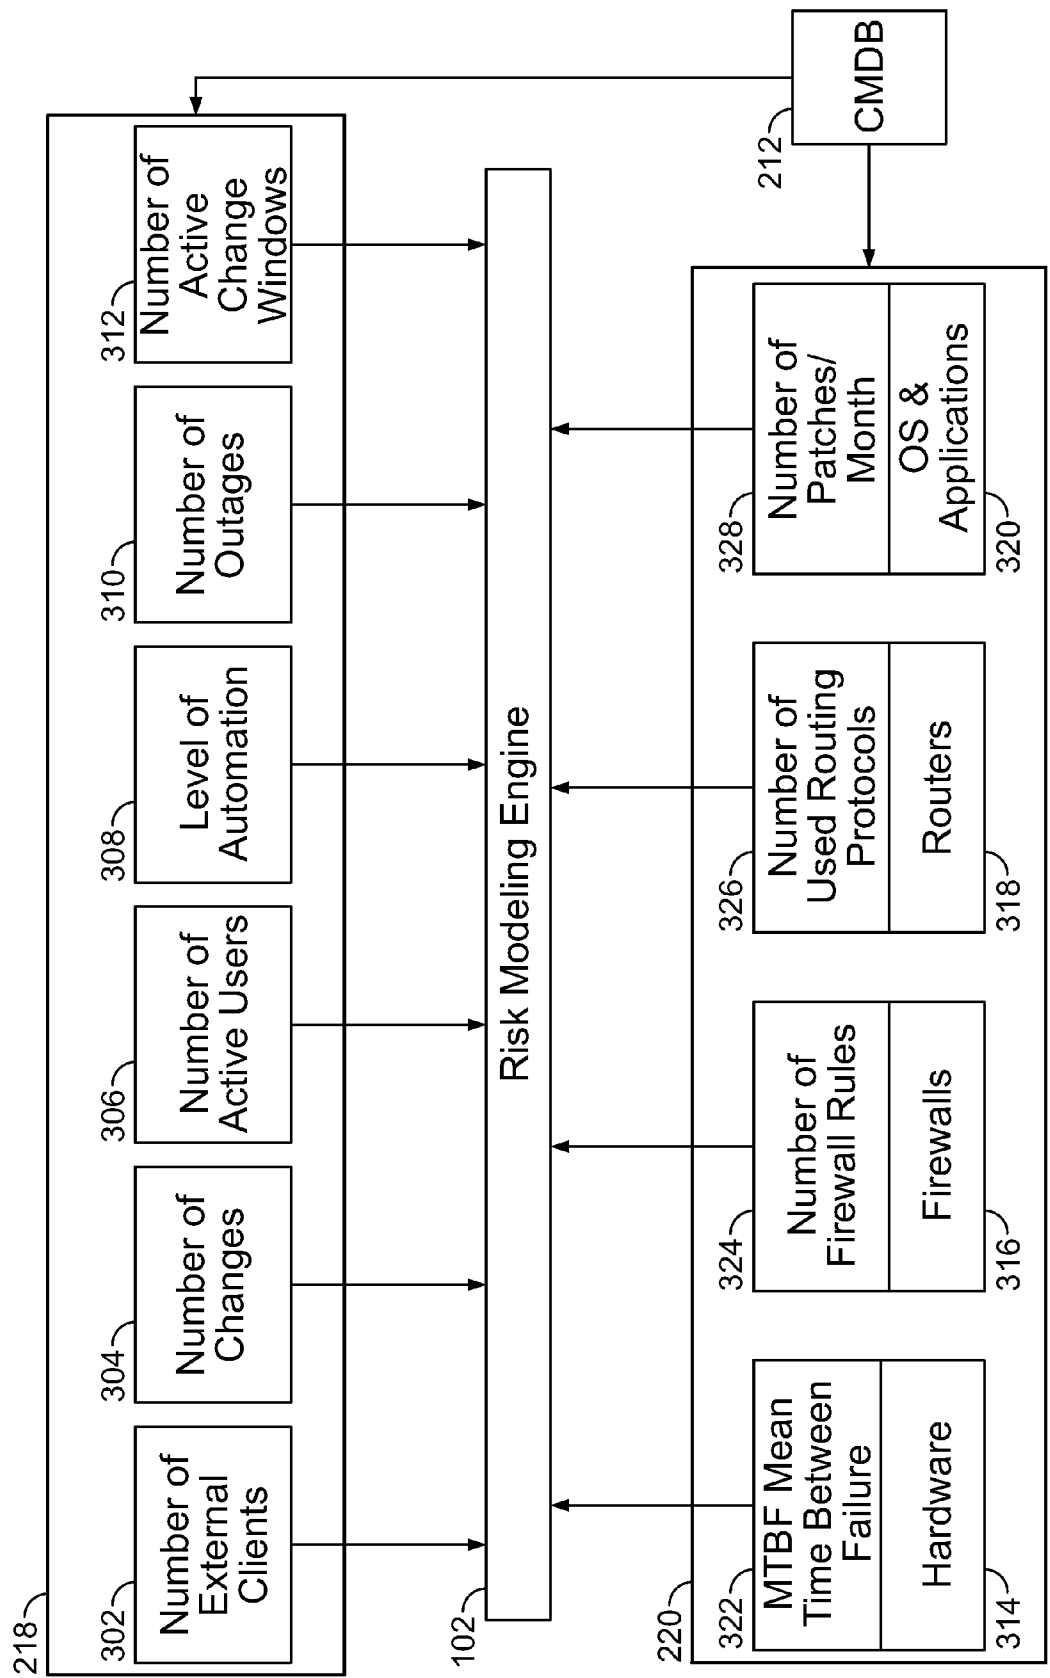 218
302
Number of
External
Clients
304
Number of
Changes
306
Number of
Active Users
308
Level of
Automation
310
Number of
Outages
312
Number of
Active
Change
Windows
102
Risk Modeling Engine
212
CMDB
220
322
MTBF Mean
Time Between
Failure
Hardware
314
324
Number of
Firewall Rules
Firewalls
316
326
Number of
Used Routing
Protocols
Routers
318
328
Number of
Patches/
Month
OS &
Applications
320